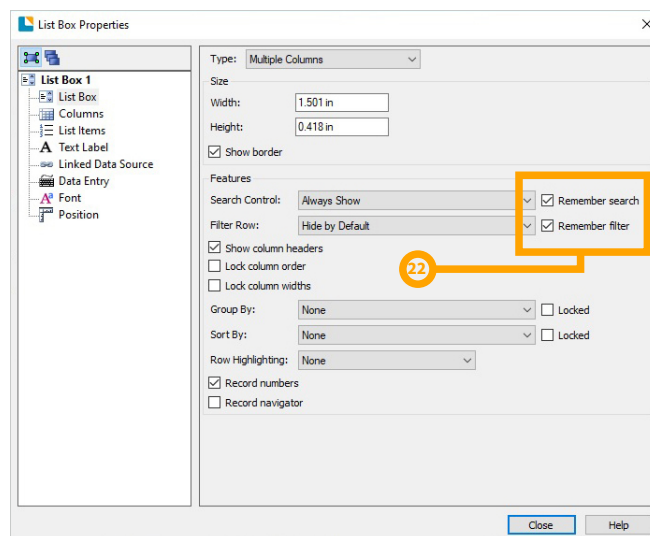 List Box Properties
List Box 1
List Box
Columns
List Items
A Text Label
Linked Data Source
Data Entry
Font
Position
Type: Multiple Columns
Size
Width: 1.501 in
Height: 0.418 in
Show border
Features
Search Control: Always Show Remember search
Filter Row: Hide by Default Remember filter
Show column headers
Lock column order
22
Lock column widths
Group By: None Locked
Sort By: None Locked
Row Highlighting: None
Record numbers
Record navigator
Close Help